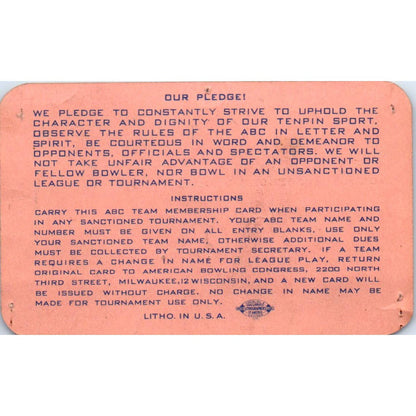 OUR PLEDGE!
WE PLEDGE TO CONSTANTLY STRIVE TO UPHOLD THE
CHARACTER AND DIGNITY OF OUR TENPIN SPORT,
OBSERVE THE RULES OF THE ABC IN LETTER AND
SPIRIT, BE COURTEOUS IN WORD AND DEMEANOR TO
OPPONENTS, OFFICIALS AND SPECTATORS. WE WILL
NOT TAKE UNFAIR ADVANTAGE OF AN OPPONENT OR
FELLOW BOWLER, NOR BOWL IN AN UNSANCTIONED
LEAGUE OR TOURNAMENT.
INSTRUCTIONS
CARRY THIS ABC TEAM MEMBERSHIP CARD WHEN PARTICIPATING
IN ANY SANCTIONED TOURNAMENT. YOUR ABC TEAM NAME AND
NUMBER MUST BE GIVEN ON ALL ENTRY BLANKS. USE ONLY
YOUR SANCTIONED TEAM NAME, OTHERWISE ADDITIONAL DUES
MUST BE COLLECTED BY TOURNAMENT SECRETARY. IF A TEAM
REQUIRES A CHANGE IN NAME FOR LEAGUE PLAY, RETURN
ORIGINAL CARD TO AMERICAN BOWLING CONGRESS, 2200 NORTH
THIRD STREET, MILWAUKEE,12 WISCONSIN, AND A NEW CARD WILL
BE ISSUED WITHOUT CHARGE. NO CHANGE IN NAME MAY BE
MADE FOR TOURNAMENT USE ONLY.
LITHO. IN U.S.A.